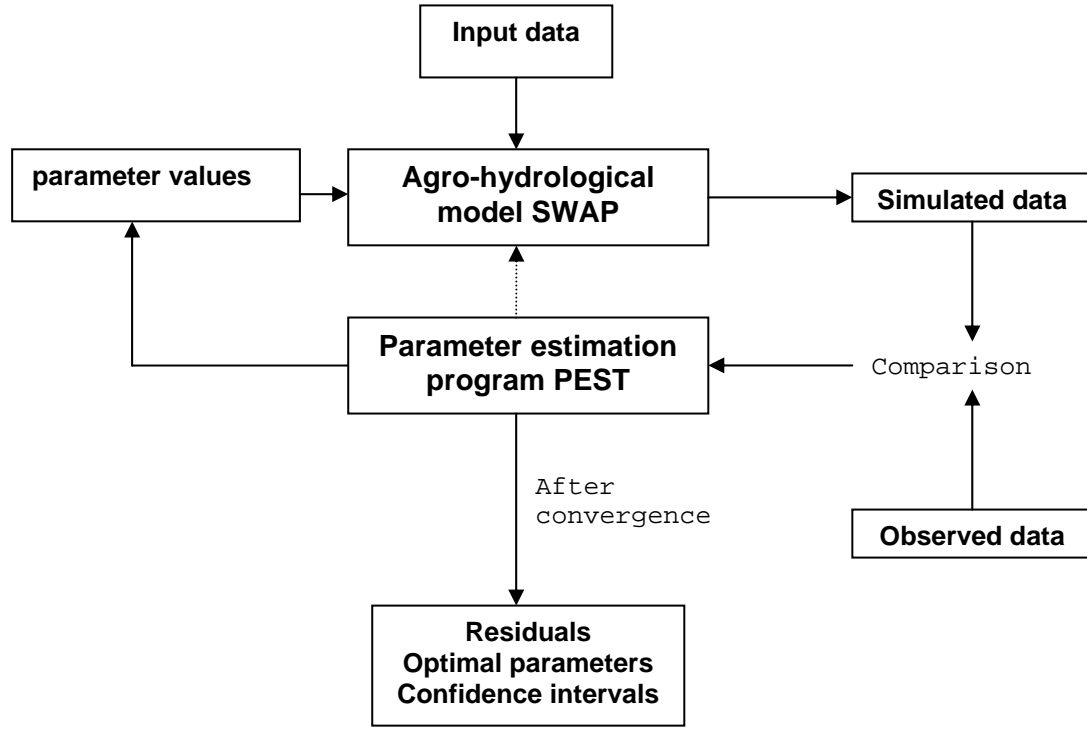 Input data
parameter values
Agro-hydrological
model SWAP
Simulated data
Parameter estimation
program PEST
Comparison
After
convergence
Observed data
Residuals
Optimal parameters
Confidence intervals